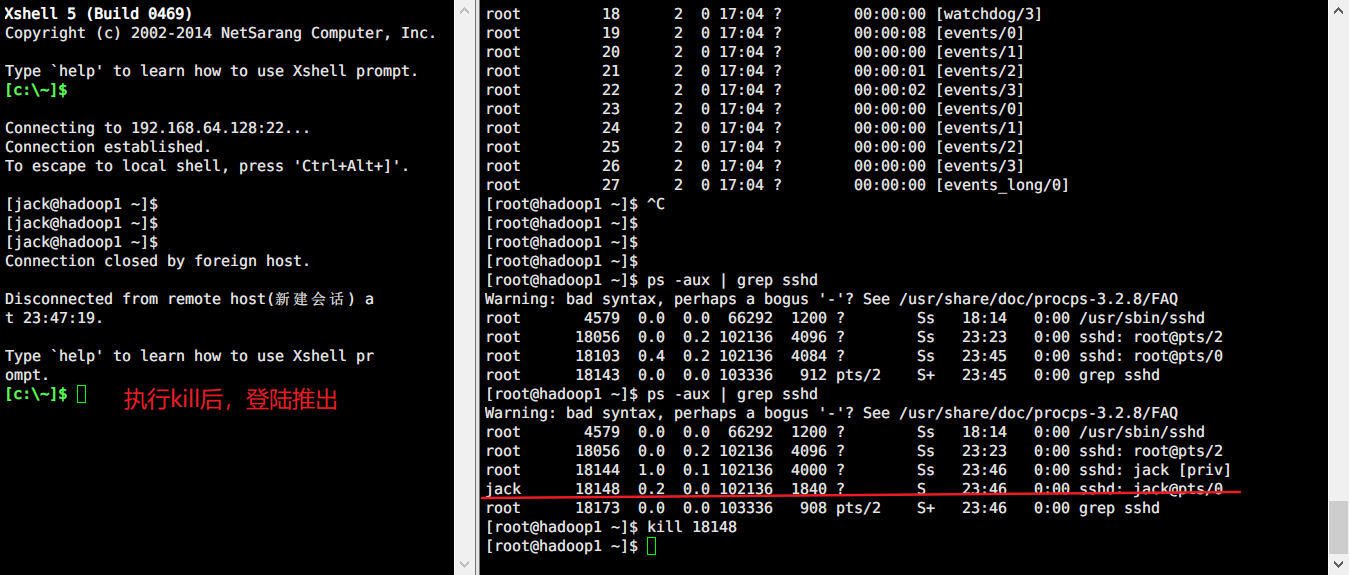 Xshell 5 (Build 0469)
Copyright (c) 2002-2014 NetSarang Computer, Inc.
Type `help' to learn how to use Xshell prompt.
[c:\~]$
Connecting to 192.168.64.128:22...
Connection established.
To escape to local shell, press 'Ctrl+Alt+]'.
[jack@hadoop1 ~]$
[jack@hadoop1 ~]$
[jack@hadoop1 ~]$
Connection closed by foreign host.
Disconnected from remote host(新建会话) a
t 23:47:19.
Type `help' to learn how to use Xshell pr
ompt.
[c:\~]$
执行kill后，登陆推出
root 18 2 0 17:04 ? 00:00:00 [watchdog/3]
root 19 2 0 17:04 ? 00:00:08 [events/0]
root 20 2 0 17:04 ? 00:00:00 [events/1]
root 21 2 0 17:04 ? 00:00:01 [events/2]
root 22 2 0 17:04 ? 00:00:02 [events/3]
root 23 2 0 17:04 ? 00:00:00 [events/0]
root 24 2 0 17:04 ? 00:00:00 [events/1]
root 25 2 0 17:04 ? 00:00:00 [events/2]
root 26 2 0 17:04 ? 00:00:00 [events/3]
root 27 2 0 17:04 ? 00:00:00 [events_long/0]
[root@hadoop1 ~]$ ^C
[root@hadoop1 ~]$
[root@hadoop1 ~]$
[root@hadoop1 ~]$
[root@hadoop1 ~]$ ps -aux | grep sshd
Warning: bad syntax, perhaps a bogus '-'? See /usr/share/doc/procps-3.2.8/FAQ
root 4579 0.0 0.0 66292 1200 ? Ss 18:14 0:00 /usr/sbin/sshd
root 18056 0.0 0.2 102136 4096 ? Ss 23:23 0:00 sshd: root@pts/2
root 18103 0.4 0.2 102136 4084 ? Ss 23:45 0:00 sshd: root@pts/0
root 18143 0.0 0.0 103336 912 pts/2 S+ 23:45 0:00 grep sshd
[root@hadoop1 ~]$ ps -aux | grep sshd
Warning: bad syntax, perhaps a bogus '-'? See /usr/share/doc/procps-3.2.8/FAQ
root 4579 0.0 0.0 66292 1200 ? Ss 18:14 0:00 /usr/sbin/sshd
root 18056 0.0 0.2 102136 4096 ? Ss 23:23 0:00 sshd: root@pts/2
root 18144 1.0 0.1 102136 4000 ? Ss 23:46 0:00 sshd: jack [priv]
jack 18148 0.2 0.0 102136 1840 ? S 23:46 0:00 sshd: jack@pts/0
root 18173 0.0 0.0 103336 908 pts/2 S+ 23:46 0:00 grep sshd
[root@hadoop1 ~]$ kill 18148
[root@hadoop1 ~]$